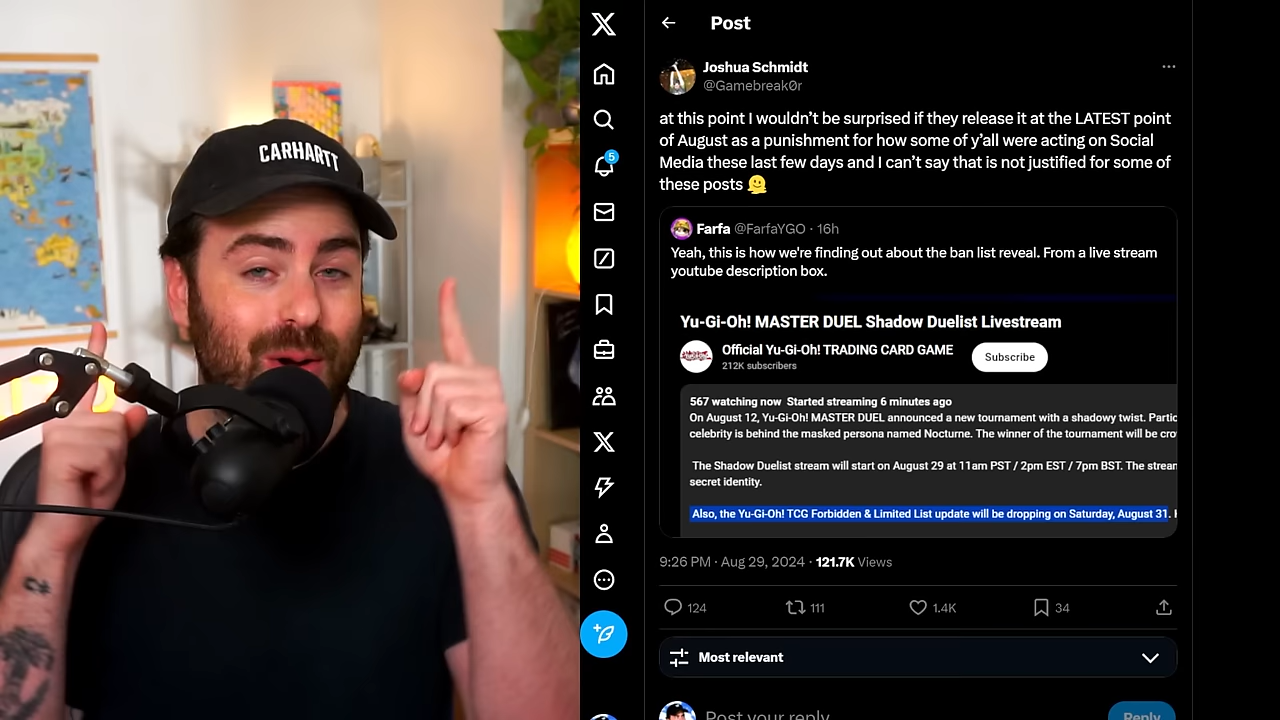 CARHARTT
Post
Joshua Schmidt
@Gamebreak0r
at this point I wouldn't be surprised if they release it at the LATEST point
of August as a punishment for how some of y'all were acting on Social
Media these last few days and I can't say that is not justified for some of
these posts 🫠
Farfa @FarfaYGO · 16h
Yeah, this is how we're finding out about the ban list reveal. From a live stream
youtube description box.
Yu-Gi-Oh! MASTER DUEL Shadow Duelist Livestream
Official Yu-Gi-Oh! TRADING CARD GAME
212K subscribers
Subscribe
567 watching now Started streaming 6 minutes ago
On August 12, Yu-Gi-Oh! MASTER DUEL announced a new tournament with a shadowy twist. Partic
celebrity is behind the masked persona named Nocturne. The winner of the tournament will be cro
The Shadow Duelist stream will start on August 29 at 11am PST / 2pm EST / 7pm BST. The strean
secret identity.
Also, the Yu-Gi-Oh! TCG Forbidden & Limited List update will be dropping on Saturday, August 31.
9:26 PM · Aug 29, 2024 · 121.7K Views
124
111
1.4K
34
5
Most relevant
Post your reply
Reply